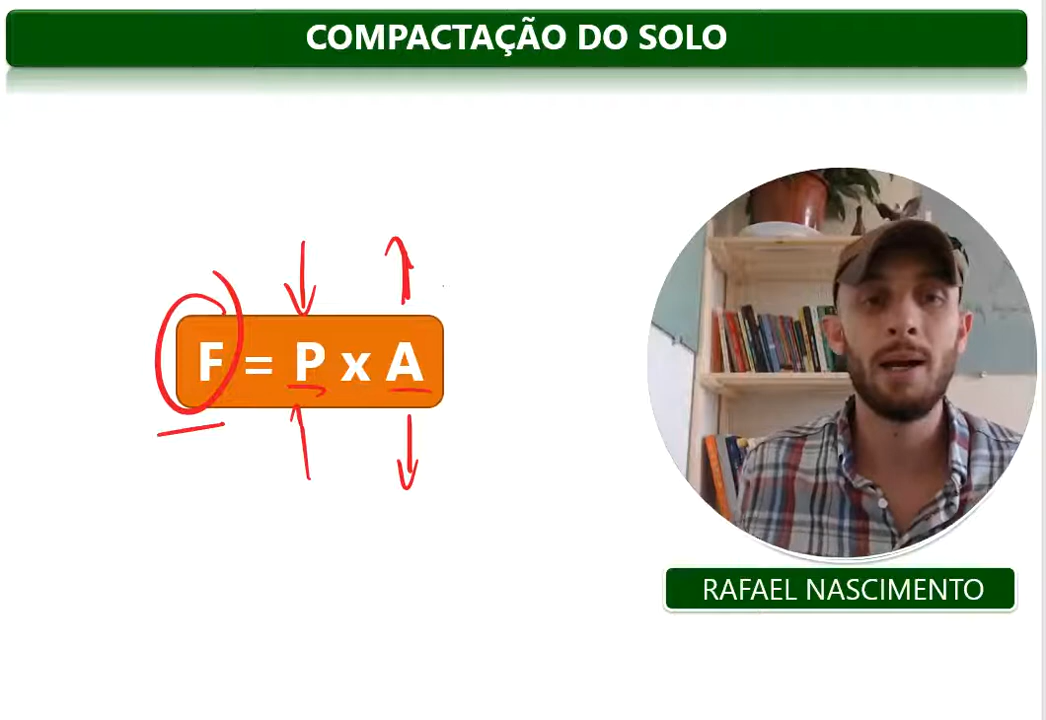 COMPACTAÇÃO DO SOLO
F = P x A
RAFAEL NASCIMENTO